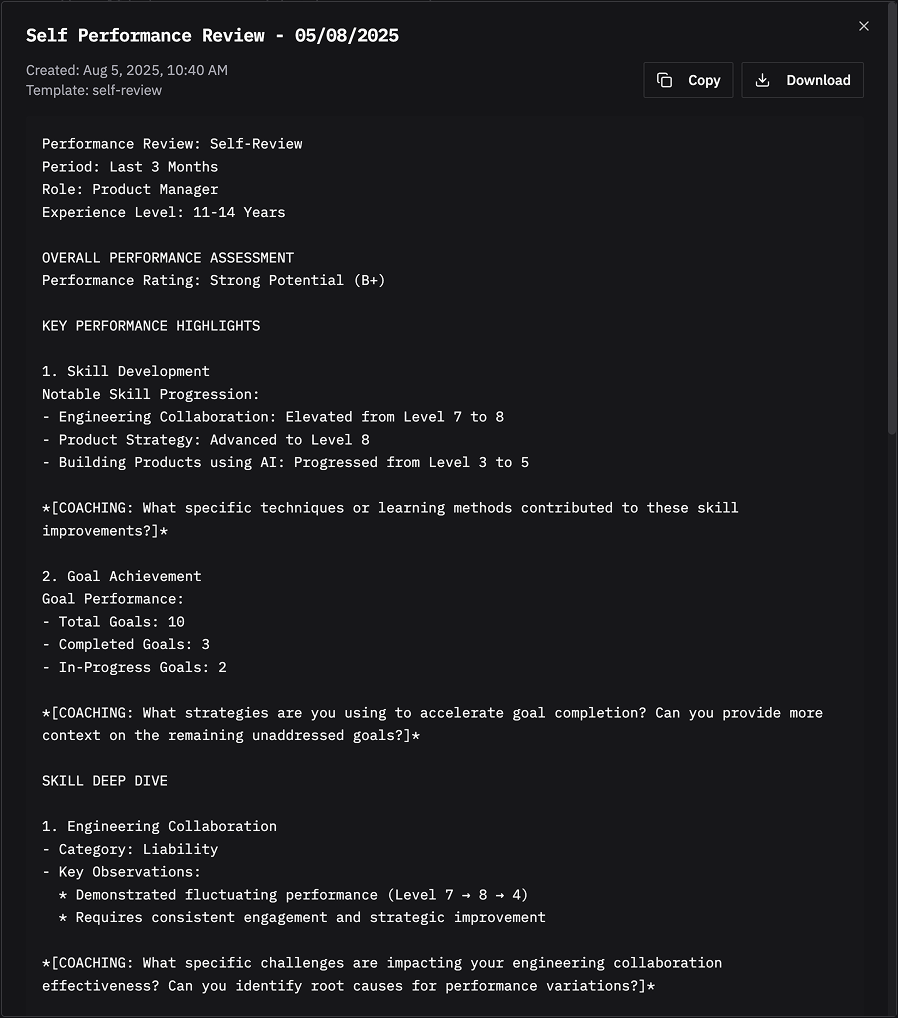 Self Performance Review - 05/08/2025
Created: Aug 5, 2025, 10:40 AM
Template: self-review
Copy
Download
Performance Review: Self-Review
Period: Last 3 Months
Role: Product Manager
Experience Level: 11-14 Years
OVERALL PERFORMANCE ASSESSMENT
Performance Rating: Strong Potential (B+)
KEY PERFORMANCE HIGHLIGHTS
1. Skill Development
Notable Skill Progression:
- Engineering Collaboration: Elevated from Level 7 to 8
- Product Strategy: Advanced to Level 8
- Building Products using AI: Progressed from Level 3 to 5
*[COACHING: What specific techniques or learning methods contributed to these skill
improvements?]*
2. Goal Achievement
Goal Performance:
- Total Goals: 10
- Completed Goals: 3
- In-Progress Goals: 2
*[COACHING: What strategies are you using to accelerate goal completion? Can you provide more
context on the remaining unaddressed goals?]*
SKILL DEEP DIVE
1. Engineering Collaboration
- Category: Liability
- Key Observations:
* Demonstrated fluctuating performance (Level 7 → 8 → 4)
* Requires consistent engagement and strategic improvement
*[COACHING: What specific challenges are impacting your engineering collaboration
effectiveness? Can you identify root causes for performance variations?]*